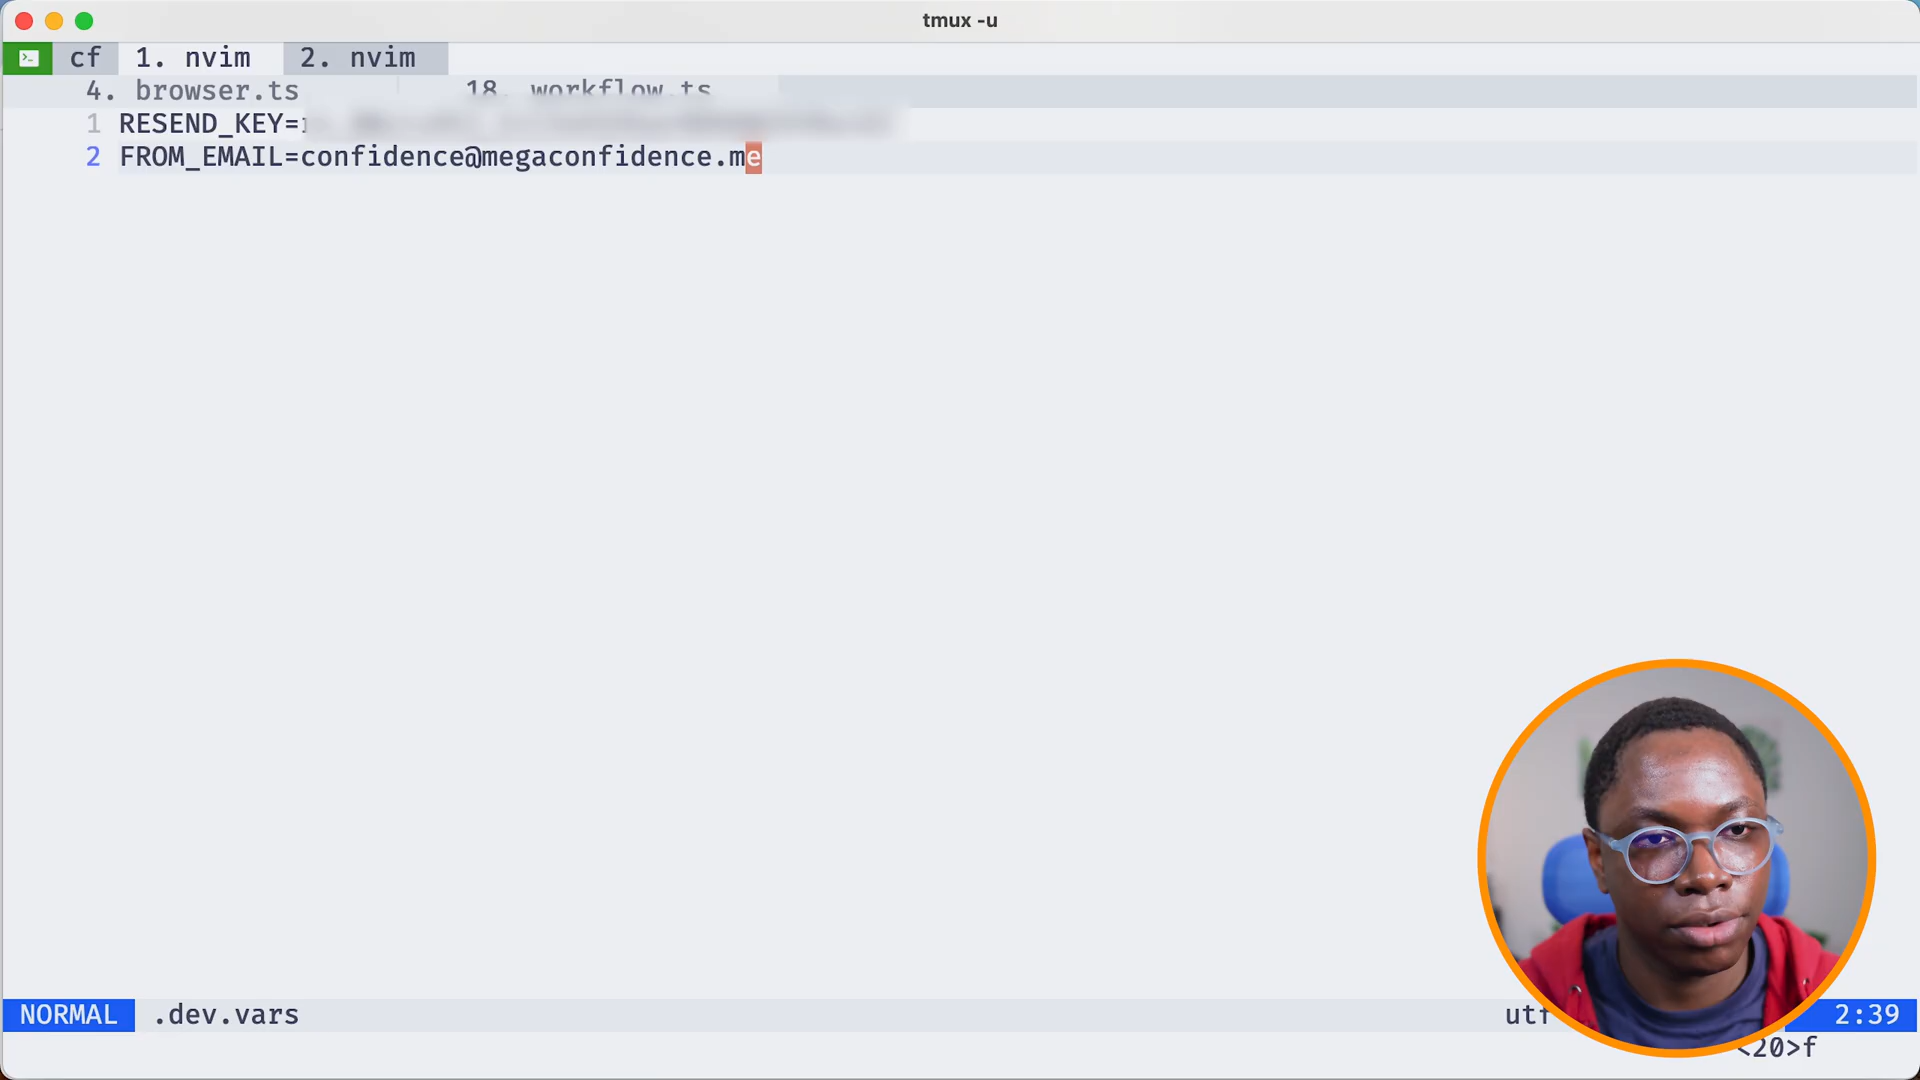 tmux -u
cf 1. nvim 2. nvim
4. browser.ts 18. workflow.ts
1 RESEND_KEY=
2 FROM_EMAIL=confidence@megaconfidence.me
NORMAL .dev.vars utf 2:39
<20>f